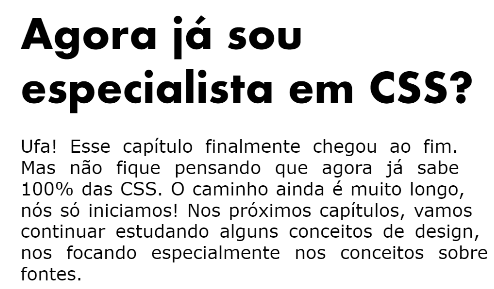 Agora já sou
especialista em CSS?
Ufa! Esse capítulo finalmente chegou ao fim.
Mas não fique pensando que agora já sabe
100% das CSS. O caminho ainda é muito longo,
nós só iniciamos! Nos próximos capítulos, vamos
continuar estudando alguns conceitos de design,
nos focando especialmente nos conceitos sobre
fontes.